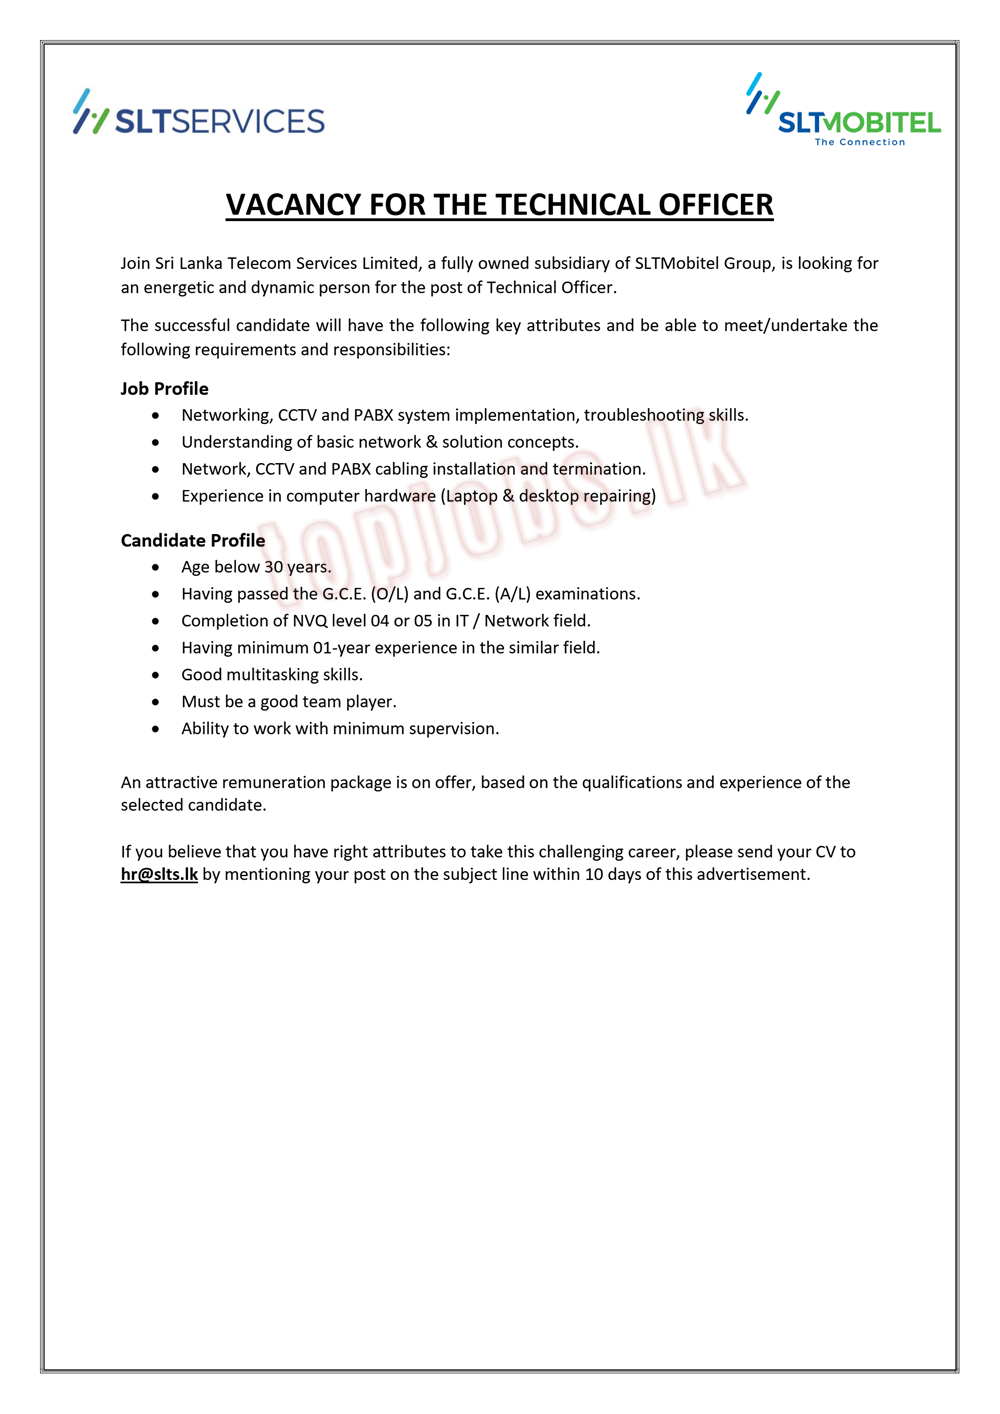 SLTSERVICES
SLTMOBITEL
The Connection
VACANCY FOR THE TECHNICAL OFFICER
Join Sri Lanka Telecom Services Limited, a fully owned subsidiary of SLTMobitel Group, is looking for
an energetic and dynamic person for the post of Technical Officer.
The successful candidate will have the following key attributes and be able to meet/undertake the
following requirements and responsibilities:
Job Profile
• Networking, CCTV and PABX system implementation, troubleshooting skills.
• Understanding of basic network & solution concepts.
• Network, CCTV and PABX cabling installation and termination.
• Experience in computer hardware (Laptop & desktop repairing)
topjobs.lk
Candidate Profile
• Age below 30 years.
• Having passed the G.C.E. (O/L) and G.C.E. (A/L) examinations.
• Completion of NVQ level 04 or 05 in IT / Network field.
• Having minimum 01-year experience in the similar field.
• Good multitasking skills.
• Must be a good team player.
• Ability to work with minimum supervision.
An attractive remuneration package is on offer, based on the qualifications and experience of the
selected candidate.
If you believe that you have right attributes to take this challenging career, please send your CV to
hr@slts.lk by mentioning your post on the subject line within 10 days of this advertisement.